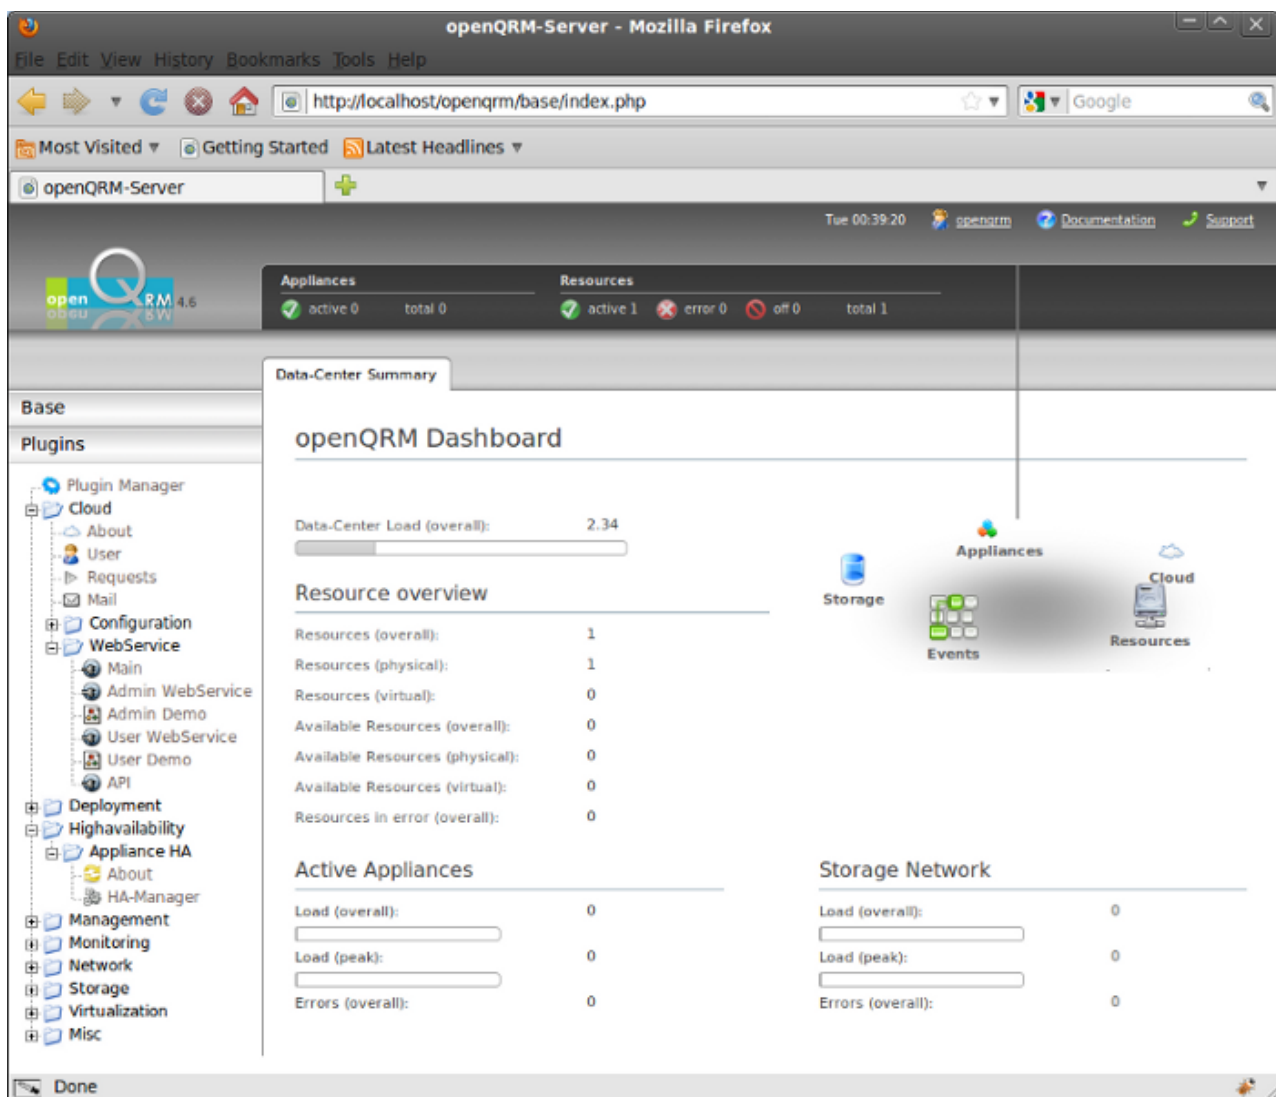 openQRM-Server - Mozilla Firefox
File Edit View History Bookmarks Tools Help
http://localhost/openqrm/base/index.php
Google
Most Visited Getting Started Latest Headlines
openQRM-Server
Tue 00:39:20 openqrm Documentation Support
open QRM 4.6
Appliances Resources
active 0 total 0 active 1 error 0 off 0 total 1
Data-Center Summary
Base
Plugins
Plugin Manager
Cloud
About
User
Requests
Mail
Configuration
WebService
Main
Admin WebService
Admin Demo
User WebService
User Demo
API
Deployment
Highavailability
Appliance HA
About
HA-Manager
Management
Monitoring
Network
Storage
Virtualization
Misc
openQRM Dashboard
Data-Center Load (overall): 2.34
Appliances
Cloud
Storage
Resources
Events
Resource overview
Resources (overall): 1
Resources (physical): 1
Resources (virtual): 0
Available Resources (overall): 0
Available Resources (physical): 0
Available Resources (virtual): 0
Resources in error (overall): 0
Active Appliances
Load (overall): 0
Load (peak): 0
Errors (overall): 0
Storage Network
Load (overall): 0
Load (peak): 0
Errors (overall): 0
Done